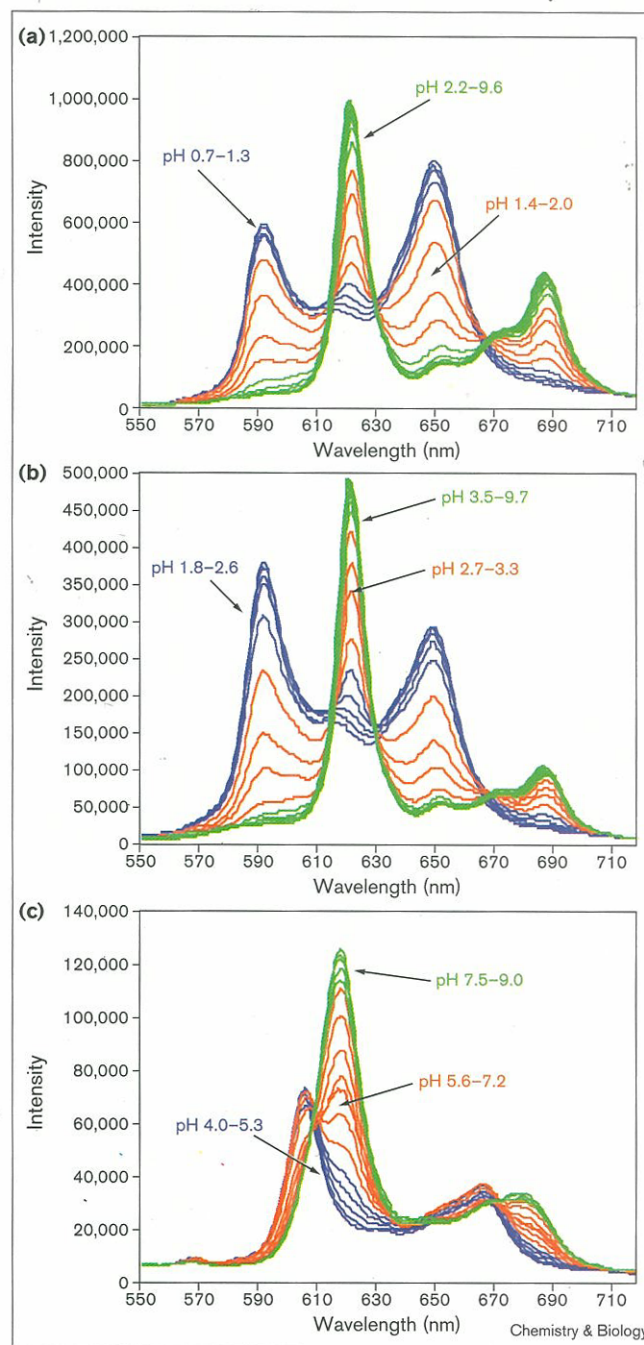 (a)
1,200,000
1,000,000
800,000
600,000
400,000
200,000
0
Intensity
pH 2.2–9.6
pH 0.7–1.3
pH 1.4–2.0
550 570 590 610 630 650 670 690 710
Wavelength (nm)
(b)
500,000
450,000
400,000
350,000
300,000
250,000
200,000
150,000
100,000
50,000
0
Intensity
pH 3.5–9.7
pH 1.8–2.6
pH 2.7–3.3
550 570 590 610 630 650 670 690 710
Wavelength (nm)
(c)
140,000
120,000
100,000
80,000
60,000
40,000
20,000
0
Intensity
pH 7.5–9.0
pH 5.6–7.2
pH 4.0–5.3
550 570 590 610 630 650 670 690 710
Wavelength (nm)
Chemistry & Biology